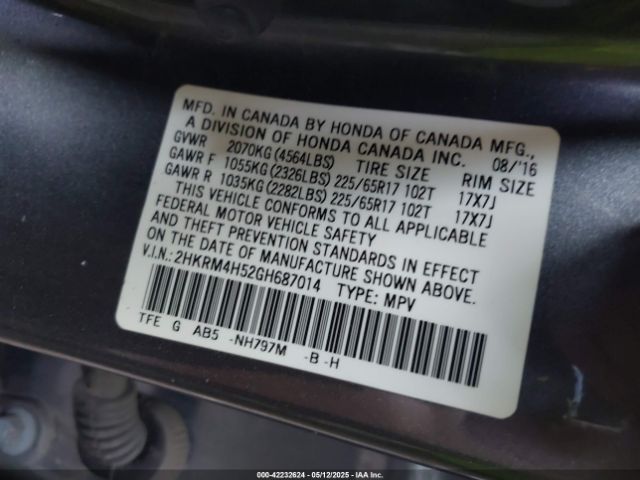 MFD. IN CANADA BY HONDA OF CANADA MFG.,
A DIVISION OF HONDA CANADA INC. 08/'16
GVWR 2070KG(4564LBS) TIRE SIZE RIM SIZE
GAWR F 1055KG(2326LBS) 225/65R17 102T 17X7J
GAWR R 1035KG(2282LBS) 225/65R17 102T 17X7J
THIS VEHICLE CONFORMS TO ALL APPLICABLE
FEDERAL MOTOR VEHICLE SAFETY
AND THEFT PREVENTION STANDARDS IN EFFECT
ON THE DATE OF MANUFACTURE SHOWN ABOVE.
V.I.N.: 2HKRM4H52GH687014 TYPE: MPV
TFE G AB5 -NH797M -B -H
000-42232624 - 05/12/2025 - IAA Inc.